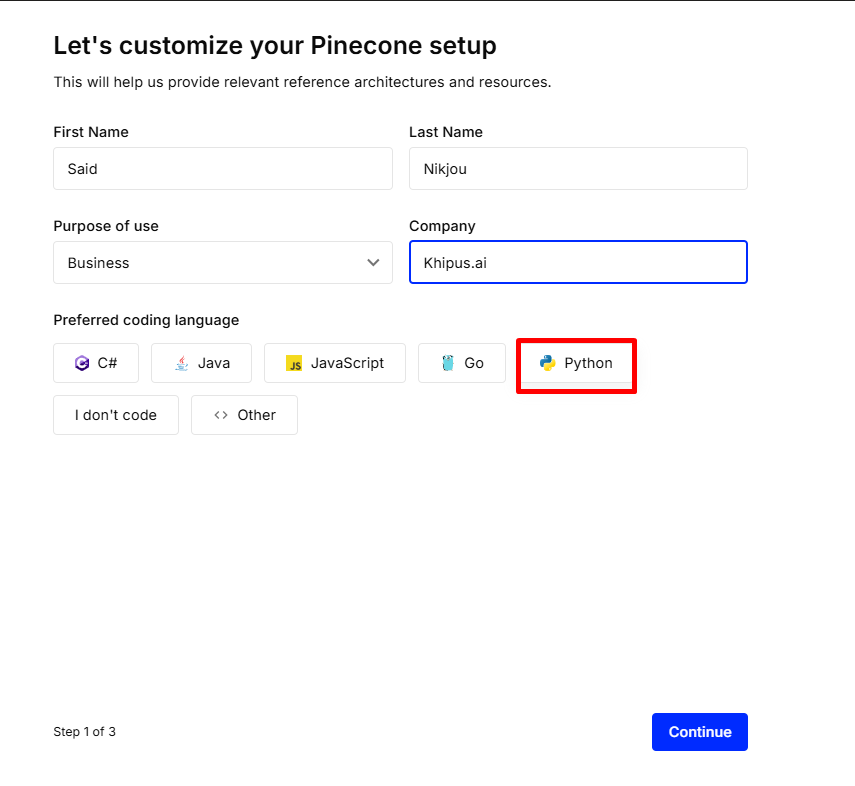 Let's customize your Pinecone setup
This will help us provide relevant reference architectures and resources.
First Name
Last Name
Said
Nikjou
Purpose of use
Company
Business
Khipus.ai
Preferred coding language
C#
Java
JS
JavaScript
Go
Python
I don't code
<> Other
Step 1 of 3
Continue